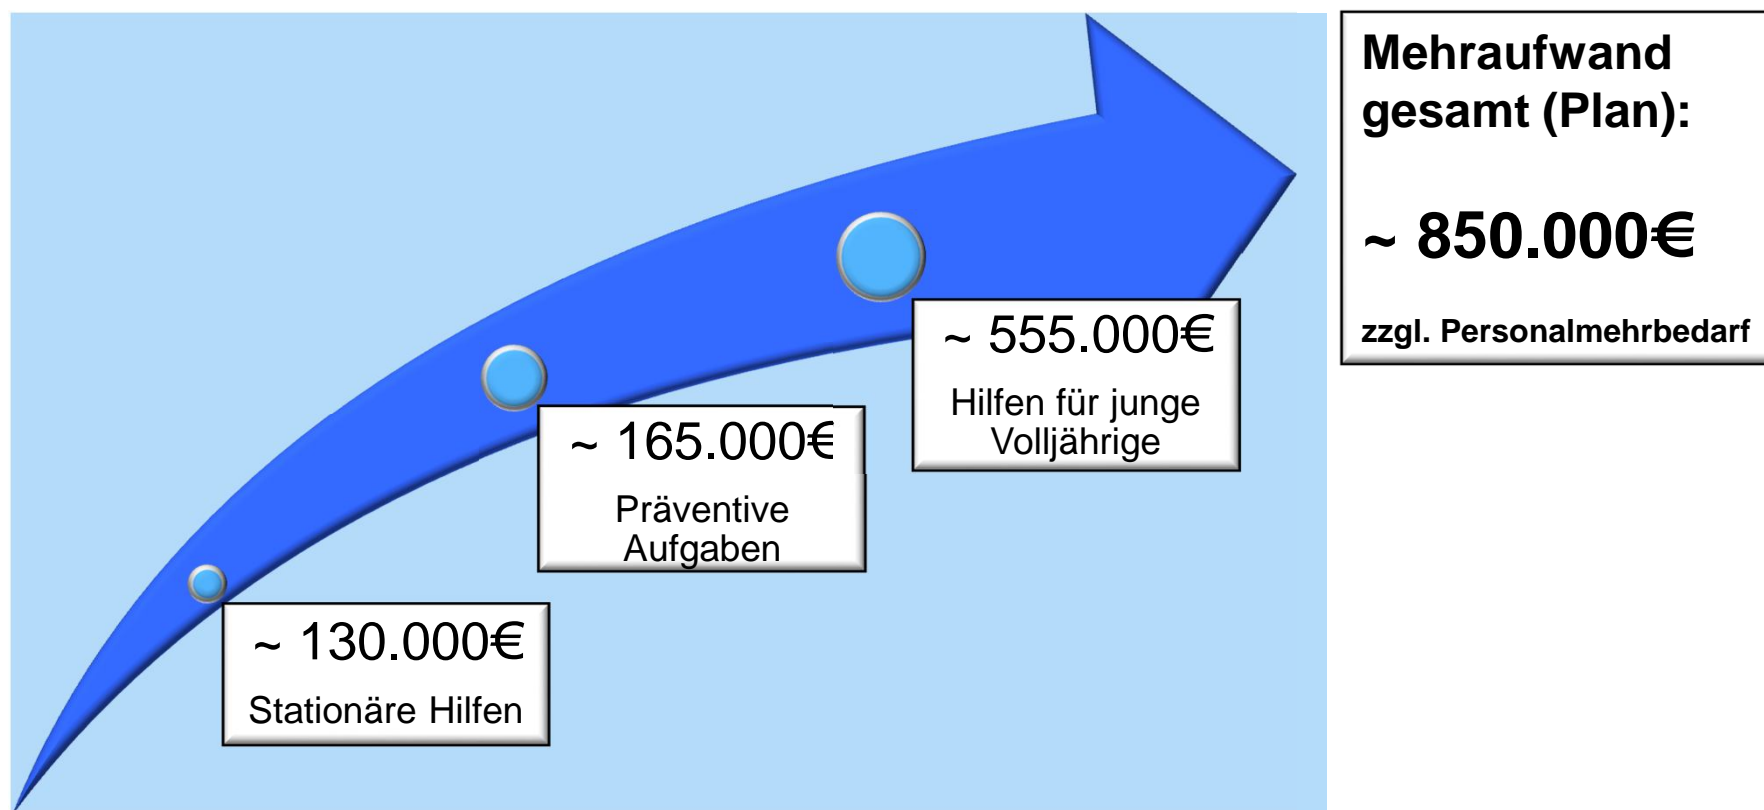 Mehraufwand
gesamt (Plan):
~ 850.000€
zzgl. Personalmehrbedarf
~ 555.000€
Hilfen für junge
Volljährige
~ 165.000€
Präventive
Aufgaben
~ 130.000€
Stationäre Hilfen